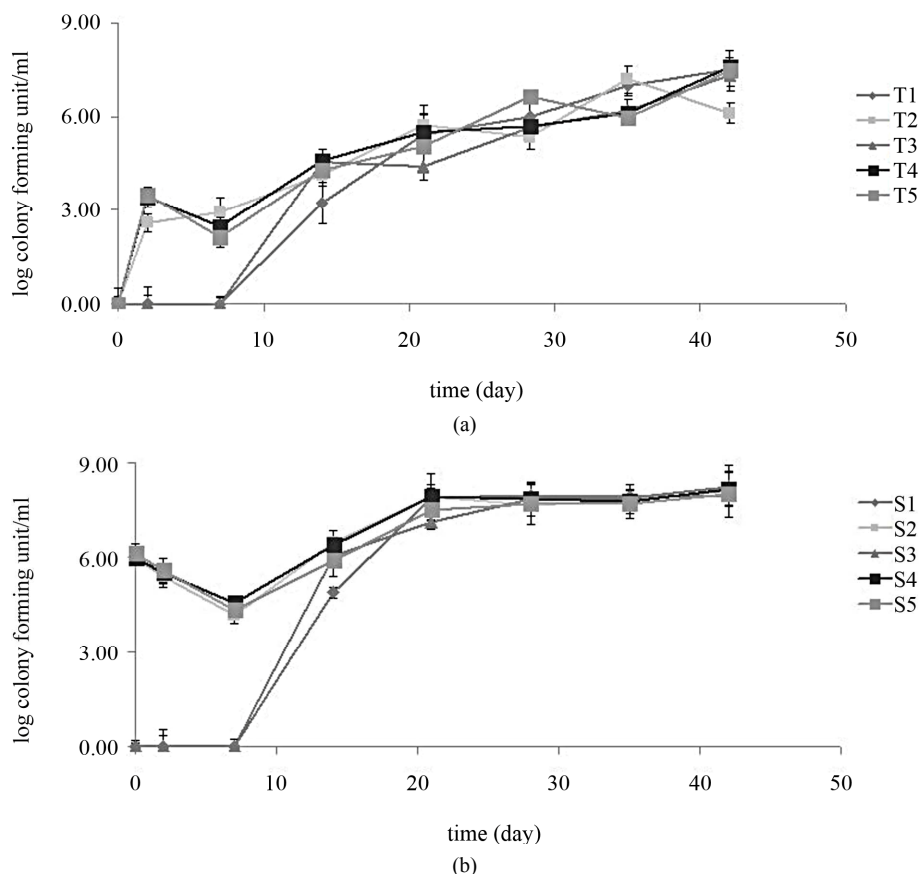 9.00
6.00
3.00
0.00
log colony forming unit/ml
0 10 20 30 40 50
time (day)
T1
T2
T3
T4
T5
(a)
9.00
6.00
3.00
0.00
log colony forming unit/ml
0 10 20 30 40 50
time (day)
S1
S2
S3
S4
S5
(b)